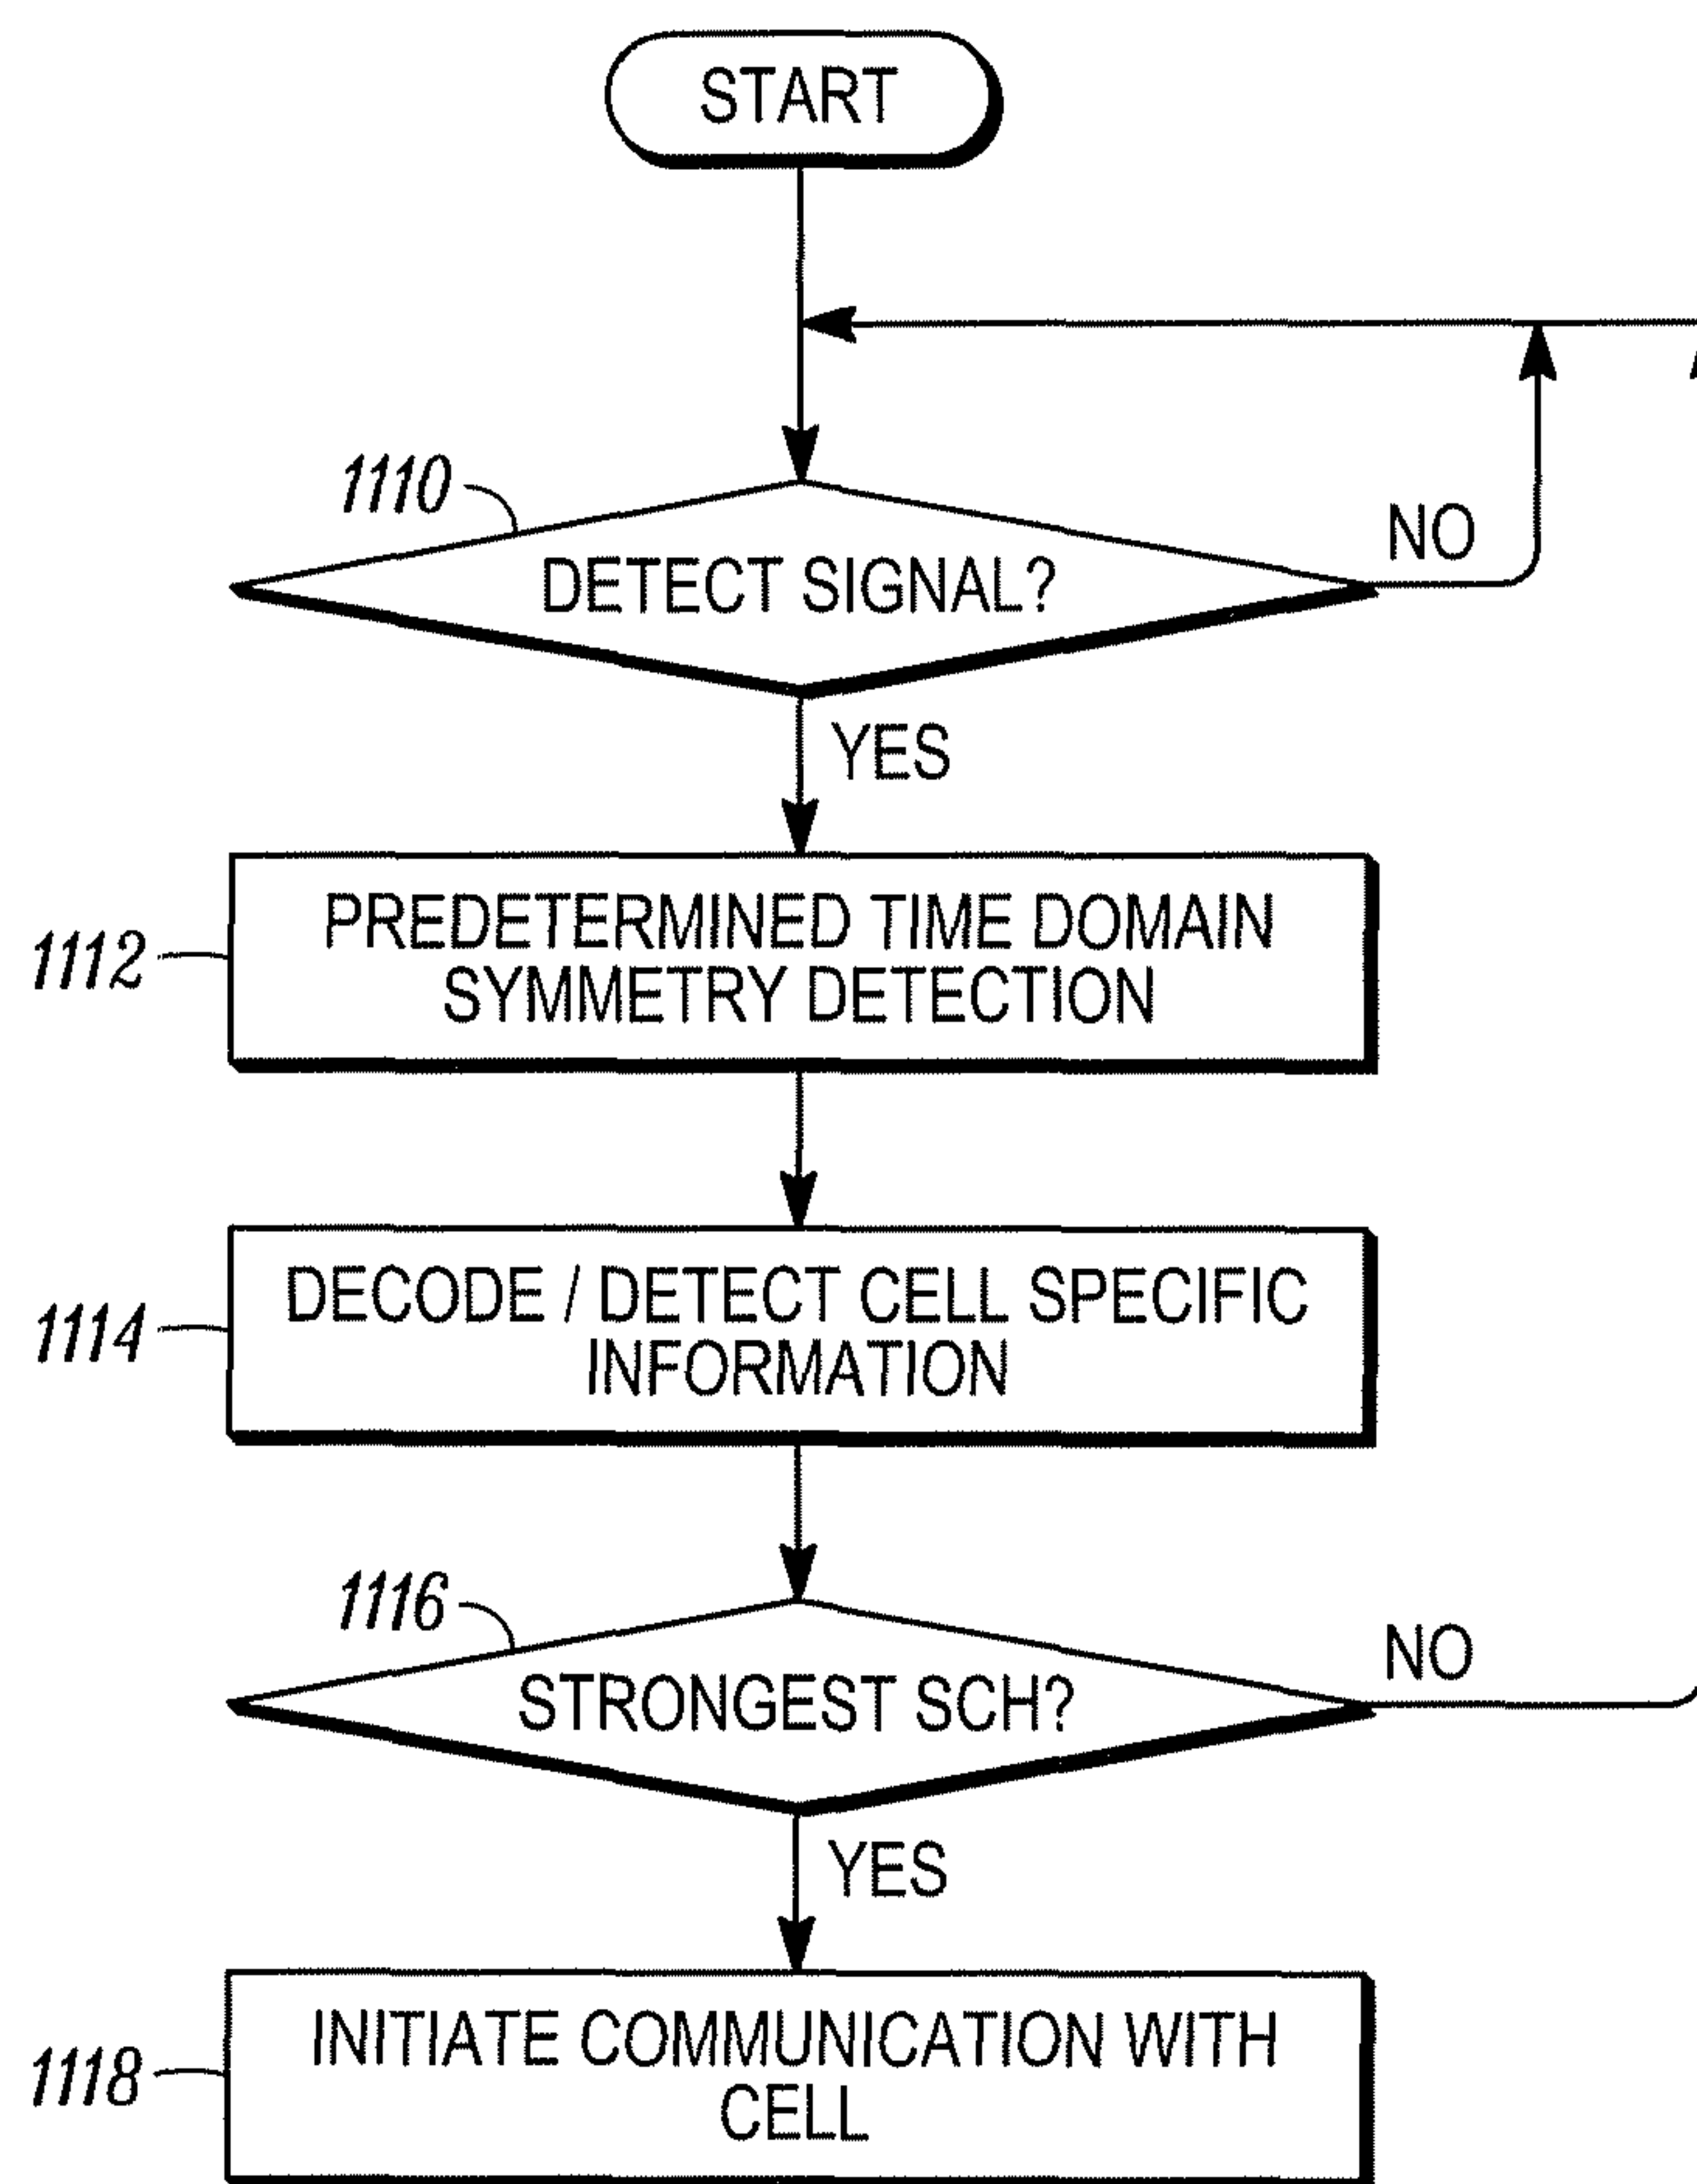 START
1110
DETECT SIGNAL?
NO
YES
1112
PREDETERMINED TIME DOMAIN
SYMMETRY DETECTION
1114
DECODE / DETECT CELL SPECIFIC
INFORMATION
1116
STRONGEST SCH?
NO
YES
1118
INITIATE COMMUNICATION WITH
CELL